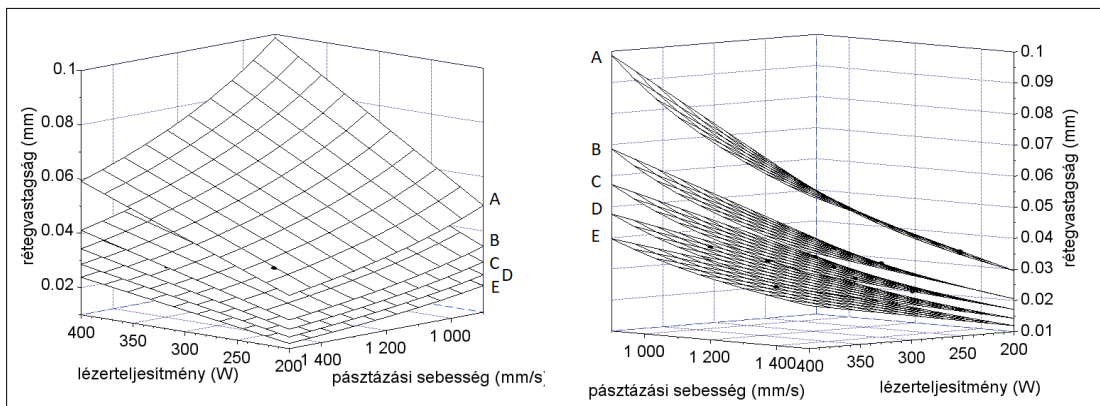 0.1
0.08
0.06
0.04
0.02
rétegvastagság (mm)
400
350
300
250
200
lézerteljesítmény (W)
1 400
1 200
1 000
pásztázási sebesség (mm/s)
A
B
C
D
E
A
B
C
D
E
0.1
0.09
0.08
0.07
0.06
0.05
0.04
0.03
0.02
0.01
rétegvastagság (mm)
1 000
1 200
1 400
pásztázási sebesség (mm/s)
400
350
300
250
200
lézerteljesítmény (W)